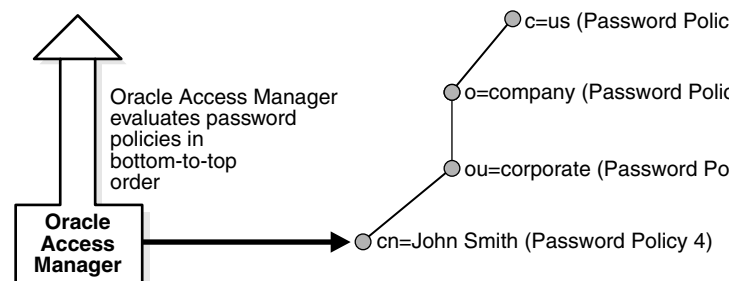 c=us (Password Polic
Oracle Access Manager
evaluates password
policies in
bottom-to-top
order
o=company (Password Polic
ou=corporate (Password Po
Oracle
Access
Manager
cn=John Smith (Password Policy 4)